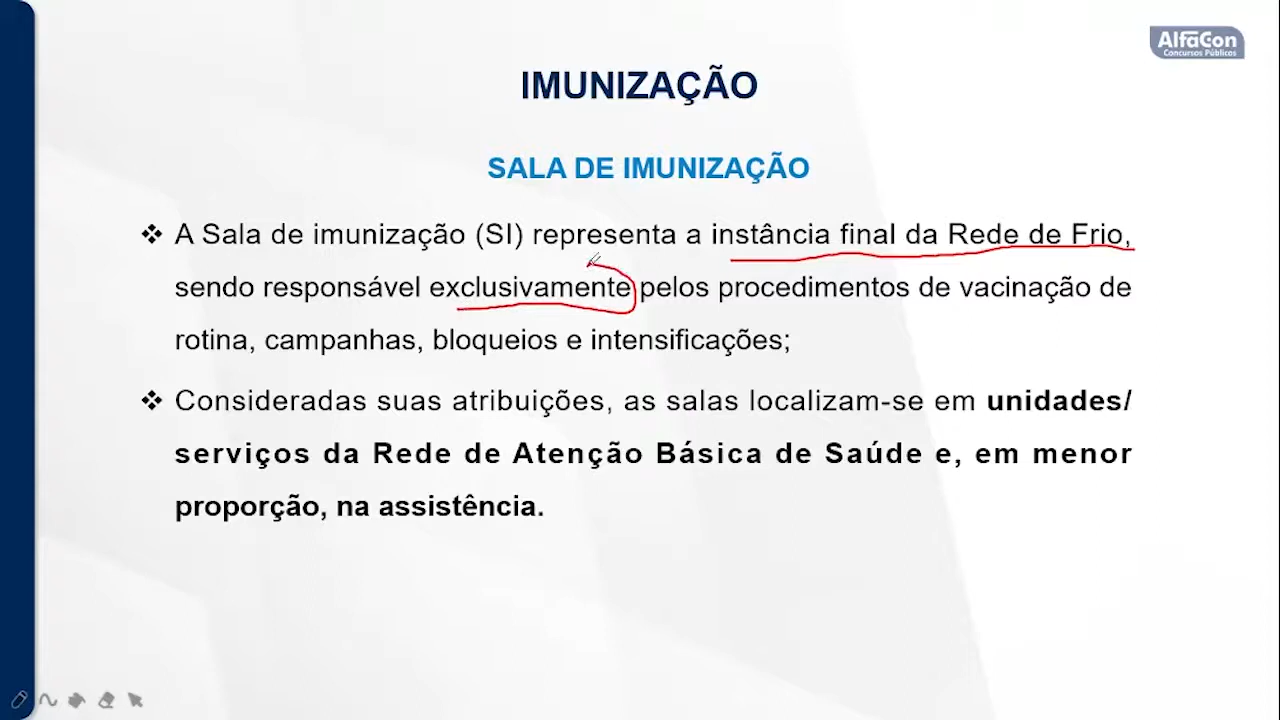 AlfaCon
Concursos Públicos
IMUNIZAÇÃO
SALA DE IMUNIZAÇÃO
❖ A Sala de imunização (SI) representa a instância final da Rede de Frio,
sendo responsável exclusivamente pelos procedimentos de vacinação de
rotina, campanhas, bloqueios e intensificações;
❖ Consideradas suas atribuições, as salas localizam-se em unidades/
serviços da Rede de Atenção Básica de Saúde e, em menor
proporção, na assistência.